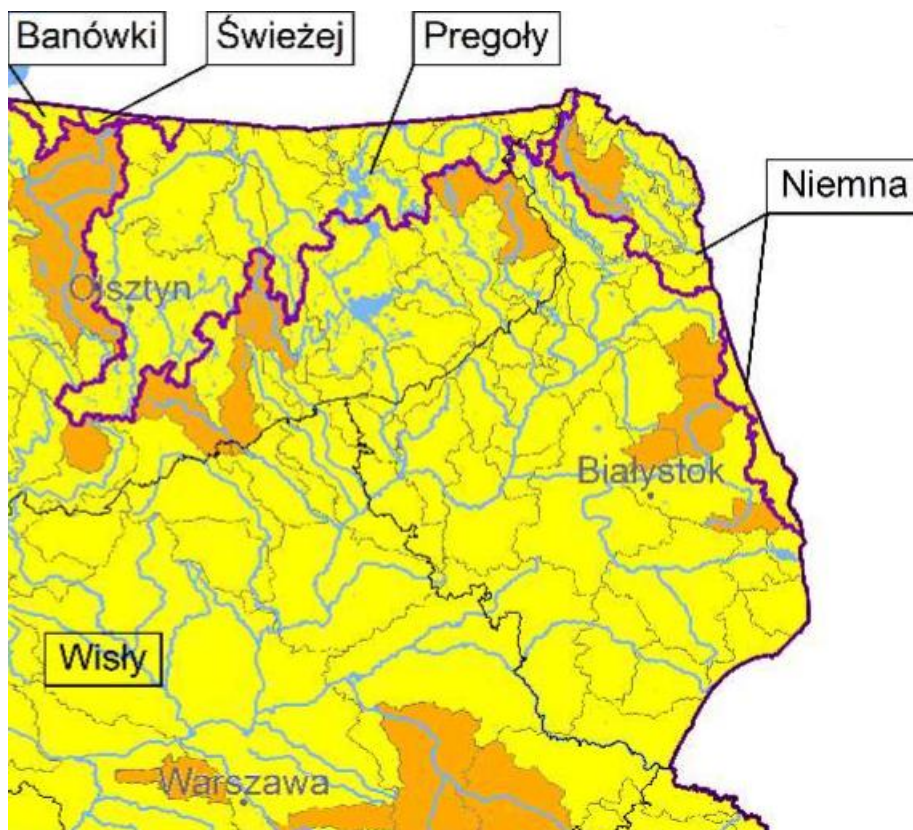 Banówki
Świeżej
Pregoły
Niemna
Olsztyn
Białystok
Wisły
Warszawa